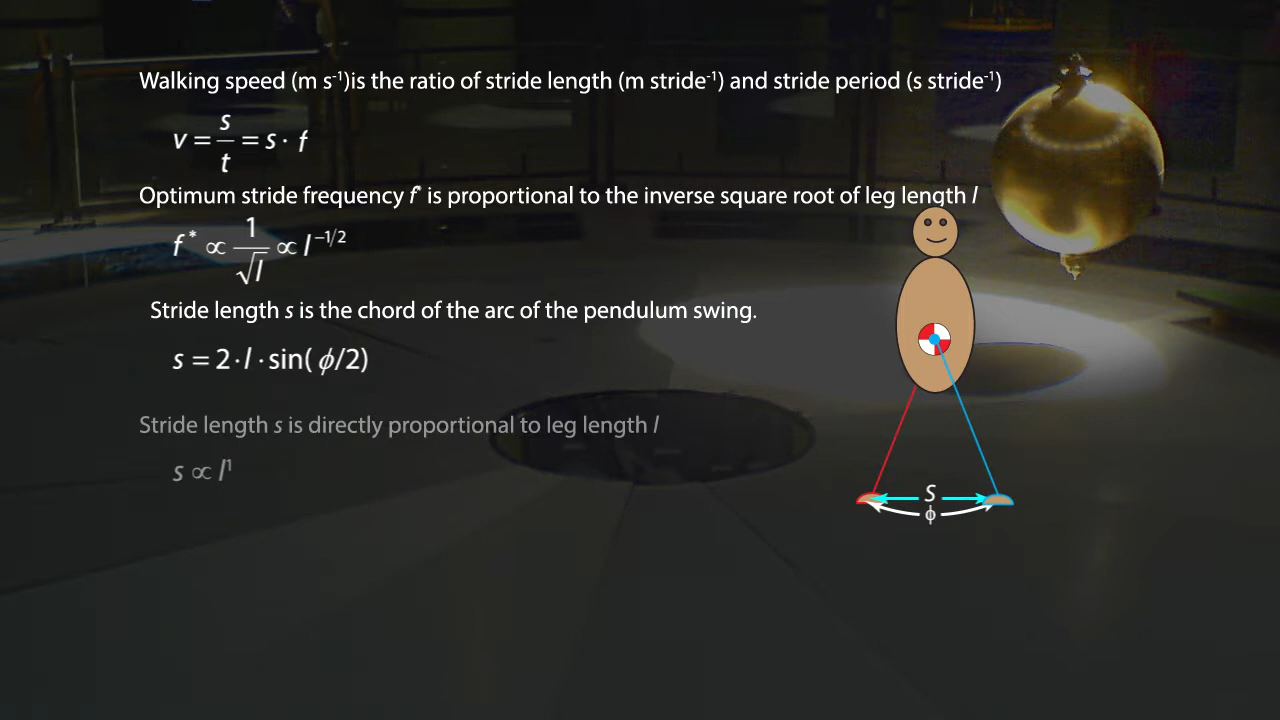 Walking speed (m s⁻¹)is the ratio of stride length (m stride⁻¹) and stride period (s stride⁻¹)
v = s/t = s · f
Optimum stride frequency f* is proportional to the inverse square root of leg length l
f* ∝ 1/√l ∝ l⁻¹/²
Stride length s is the chord of the arc of the pendulum swing.
s = 2 · l · sin( ϕ/2)
Stride length s is directly proportional to leg length l
s ∝ l¹
S
ϕ